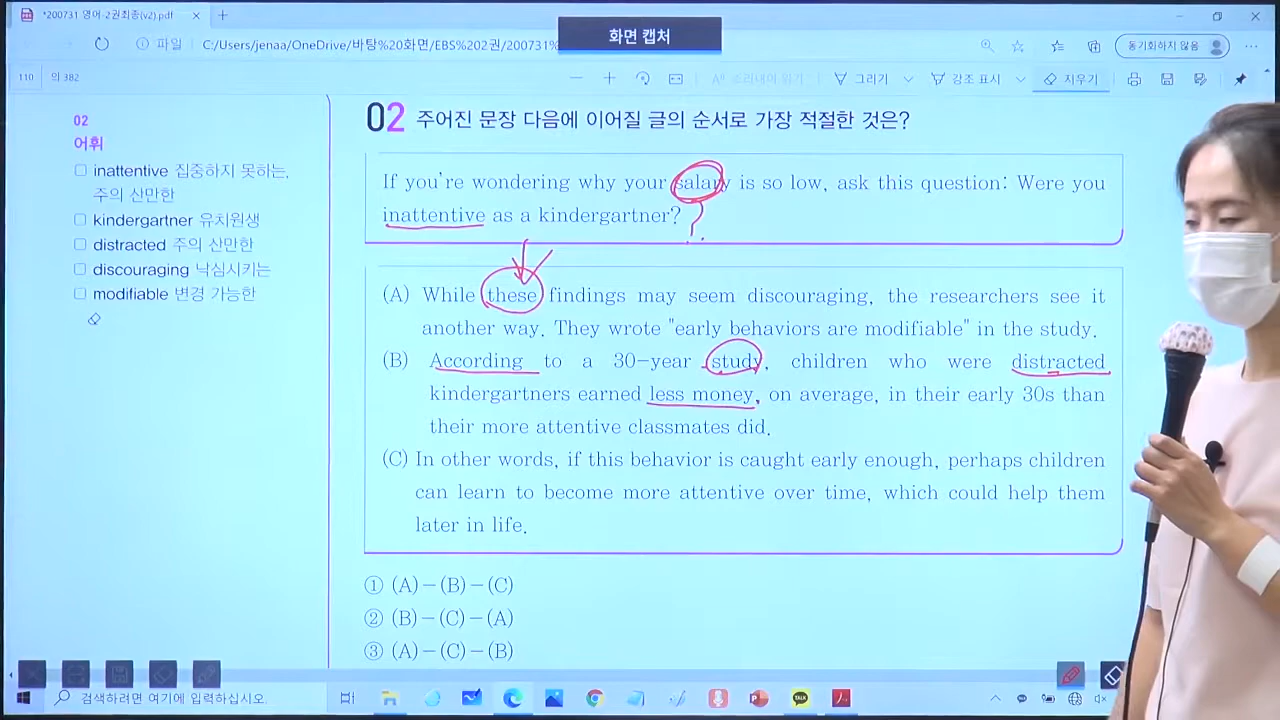 *200731 영어-2권최종(v2).pdf
화면 캡처
파일
C:/Users/jenaa/OneDrive/바탕%20화면/EBS%202권/200731%
동기화하지 않음
110 의 382
소리내어 읽기
그리기
강조 표시
지우기
02
어휘
inattentive 집중하지 못하는,
주의 산만한
kindergartner 유치원생
distracted 주의 산만한
discouraging 낙심시키는
modifiable 변경 가능한
02 주어진 문장 다음에 이어질 글의 순서로 가장 적절한 것은?
If you're wondering why your salary is so low, ask this question: Were you
inattentive as a kindergartner?
?
(A) While these findings may seem discouraging, the researchers see it
another way. They wrote "early behaviors are modifiable" in the study.
(B) According to a 30-year study, children who were distracted
kindergartners earned less money, on average, in their early 30s than
their more attentive classmates did.
(C) In other words, if this behavior is caught early enough, perhaps children
can learn to become more attentive over time, which could help them
later in life.
① (A)-(B)-(C)
② (B)-(C)-(A)
③ (A)-(C)-(B)
검색하려면 여기에 입력하십시오.
TALK